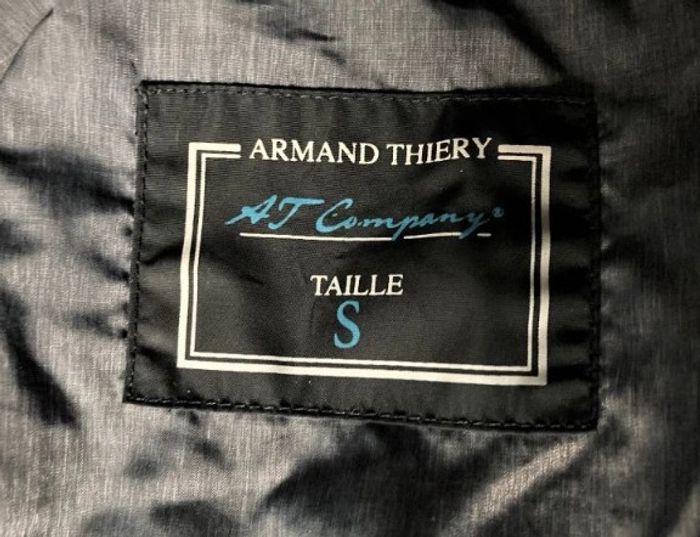 ARMAND THIERY
AT Company®
TAILLE
S